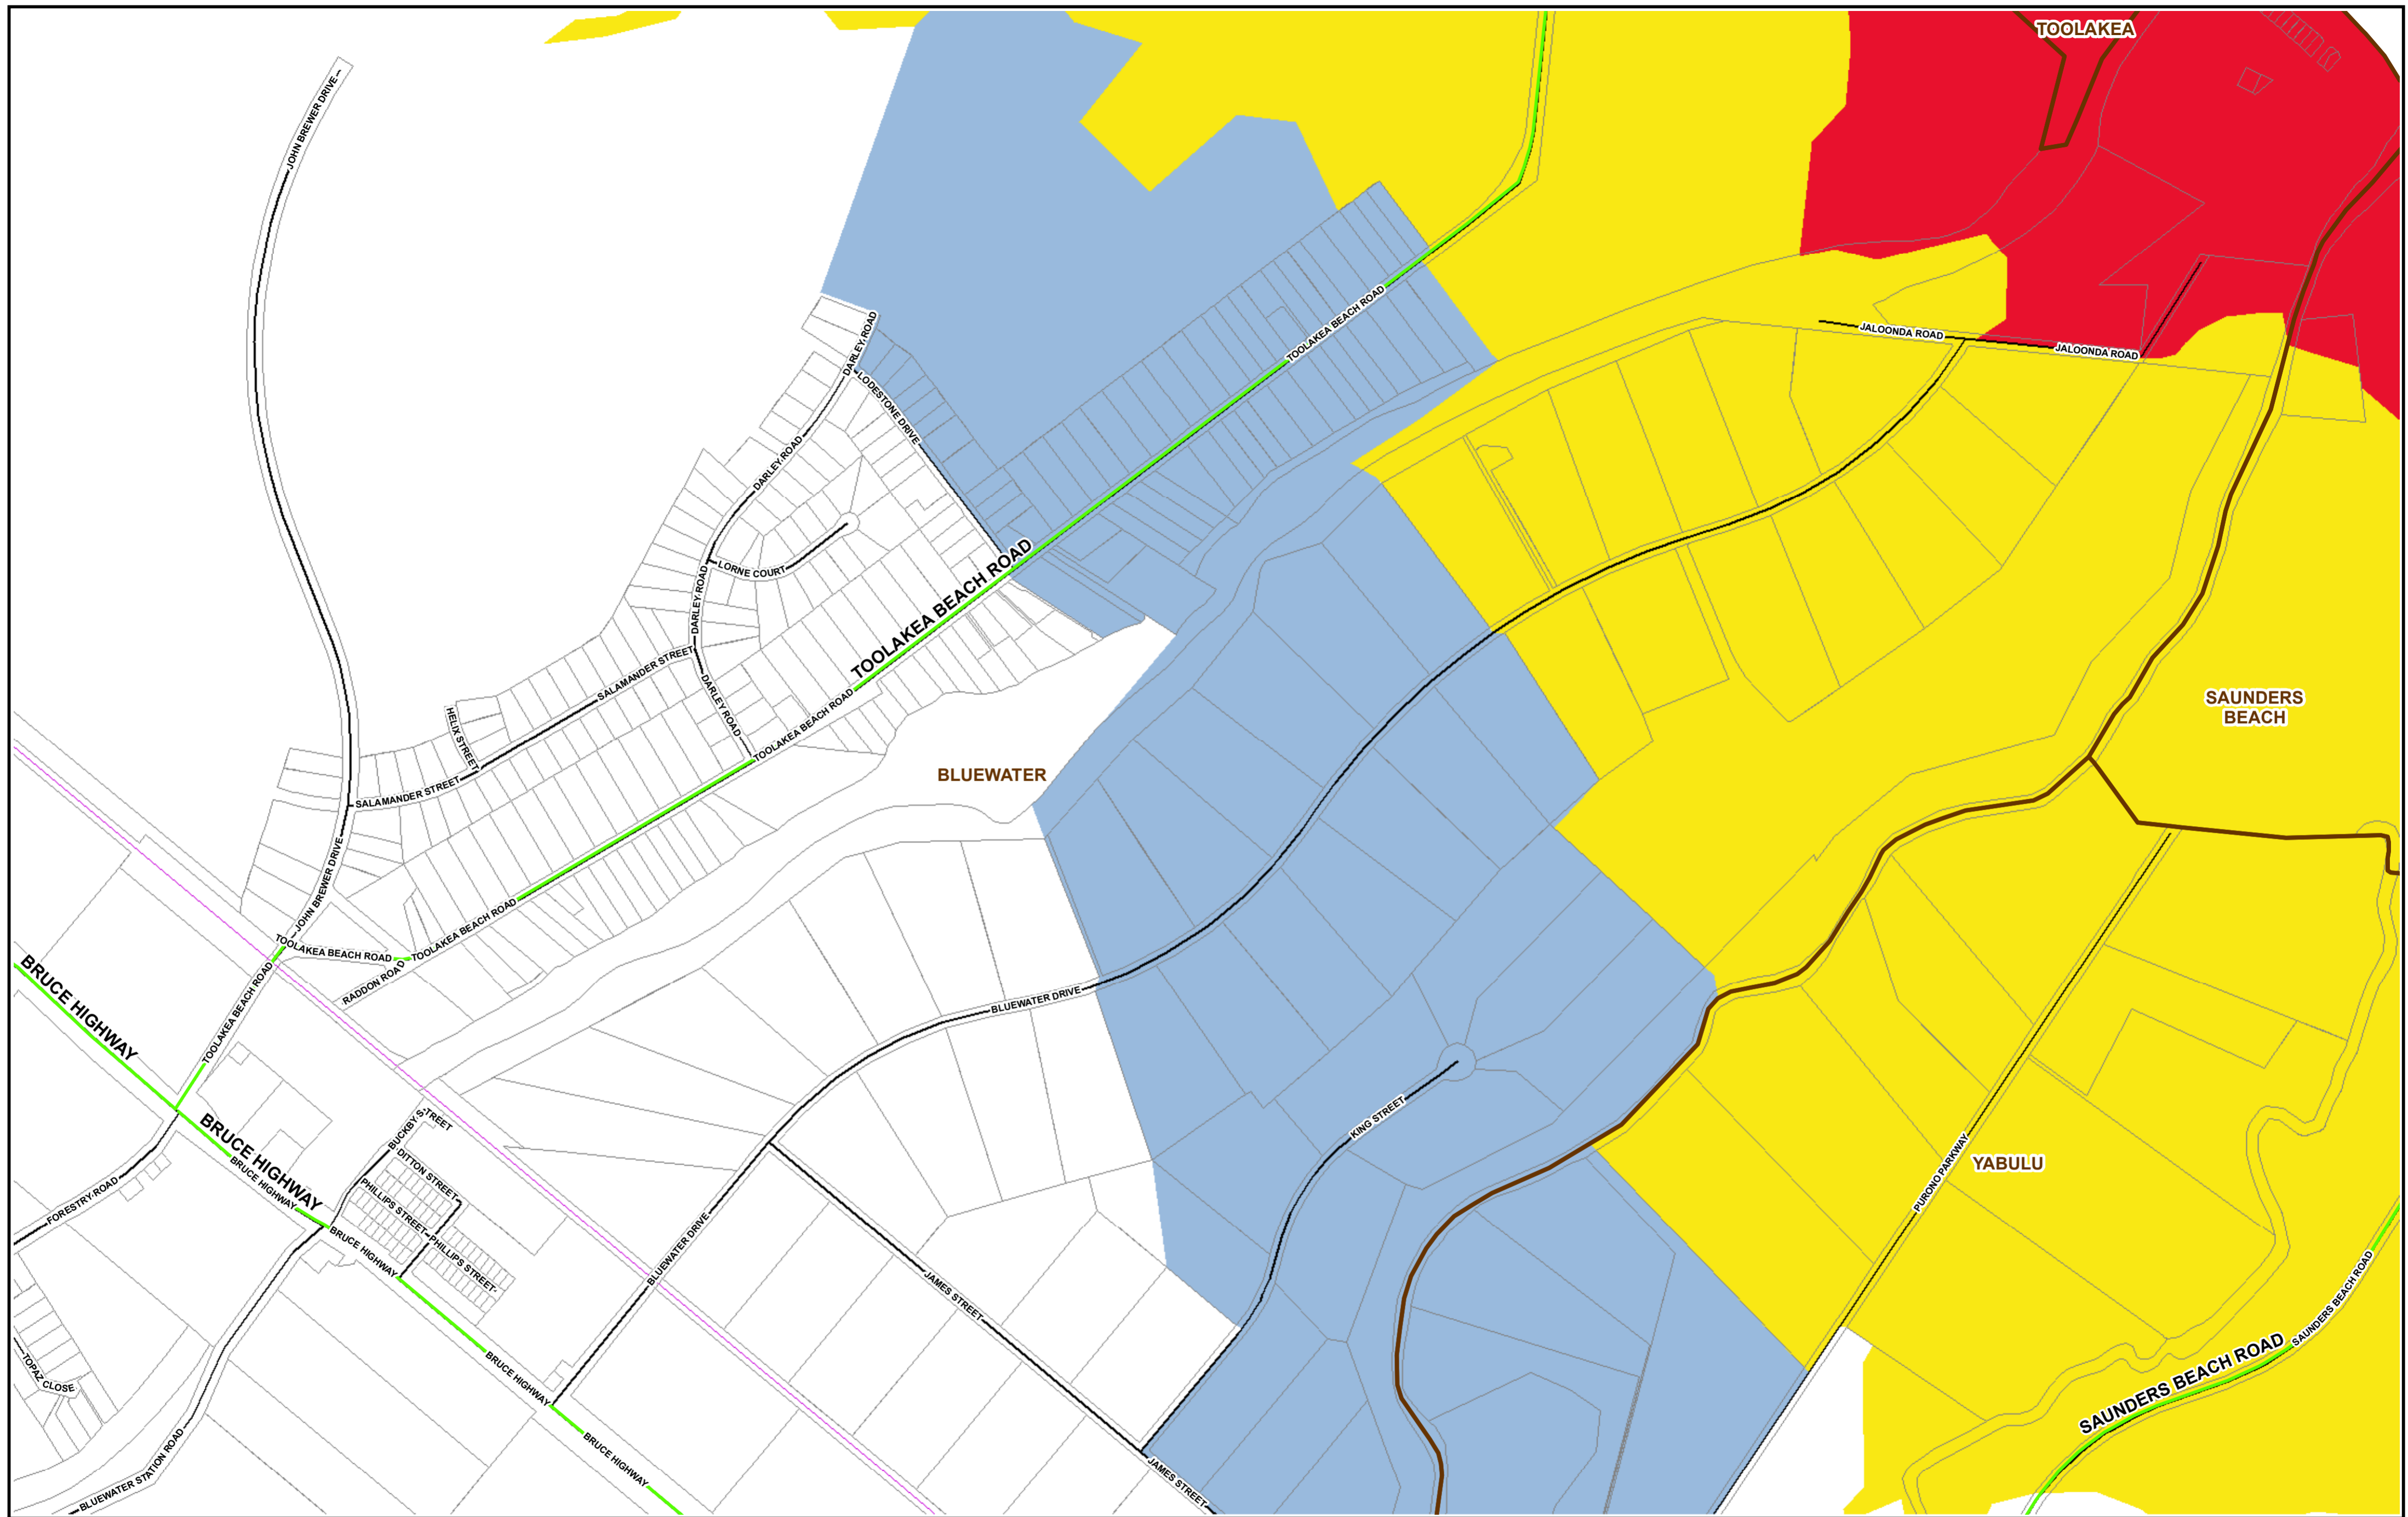 TOOLAKEA
JOHN BREWER DRIVE
JALOONDA ROAD
JALOONDA ROAD
TOOLAKEA BEACH ROAD
DARLEY ROAD
LODESTONE DRIVE
DARLEY ROAD
LORNE COURT
DARLEY ROAD
TOOLAKEA BEACH ROAD
SALAMANDER STREET
DARLEY ROAD
TOOLAKEA BEACH ROAD
HELIX STREET
SALAMANDER STREET
SAUNDERS
BEACH
BLUEWATER
JOHN BREWER DRIVE
TOOLAKEA BEACH ROAD
TOOLAKEA BEACH ROAD
RADDON ROAD
TOOLAKEA BEACH ROAD
BRUCE HIGHWAY
BLUEWATER DRIVE
BRUCE HIGHWAY
BRUCE HIGHWAY
BUCKBY STREET
DITTON STREET
PHILLIPS STREET
PHILLIPS STREET
KING STREET
YABULU
PURONO PARKWAY
FORESTRY ROAD
BRUCE HIGHWAY
BLUEWATER DRIVE
JAMES STREET
SAUNDERS BEACH ROAD
SAUNDERS BEACH ROAD
TOPAZ CLOSE
BRUCE HIGHWAY
BRUCE HIGHWAY
BLUEWATER STATION ROAD
JAMES STREET